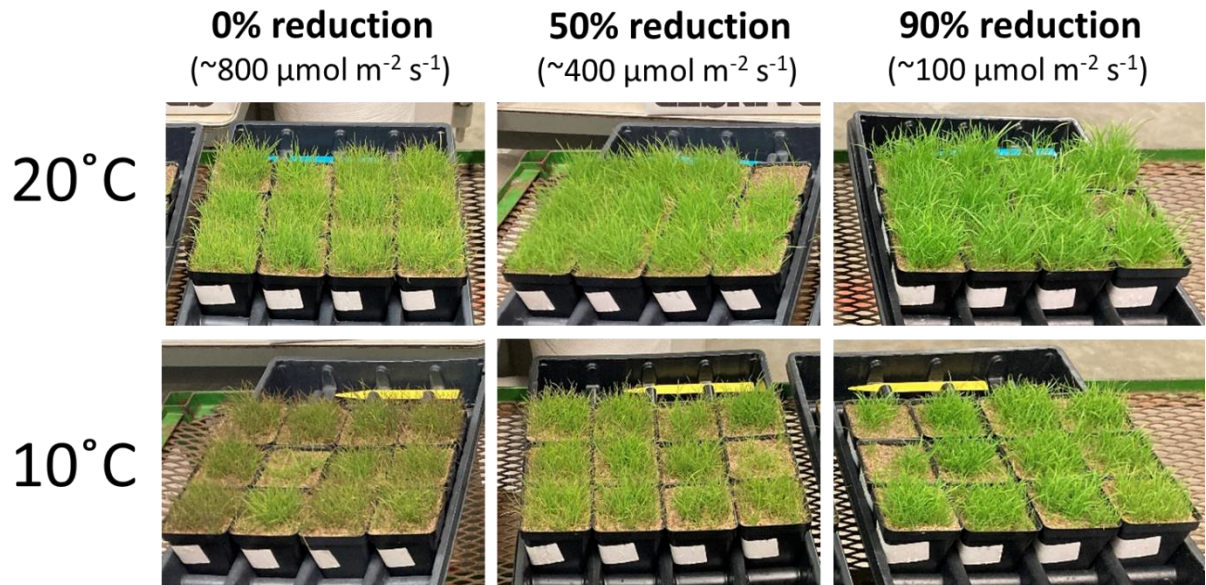 0% reduction
(~800 µmol m⁻² s⁻¹)
50% reduction
(~400 µmol m⁻² s⁻¹)
90% reduction
(~100 µmol m⁻² s⁻¹)
20˚C
10˚C